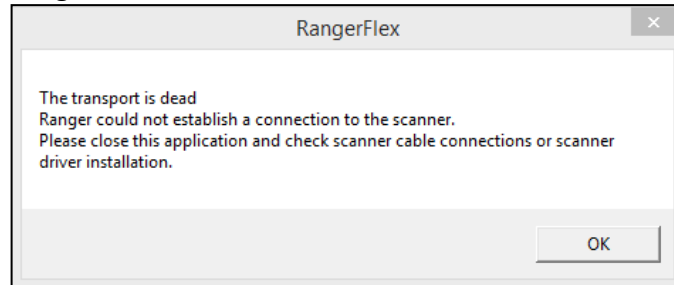 RangerFlex
The transport is dead
Ranger could not establish a connection to the scanner.
Please close this application and check scanner cable connections or scanner
driver installation.
OK